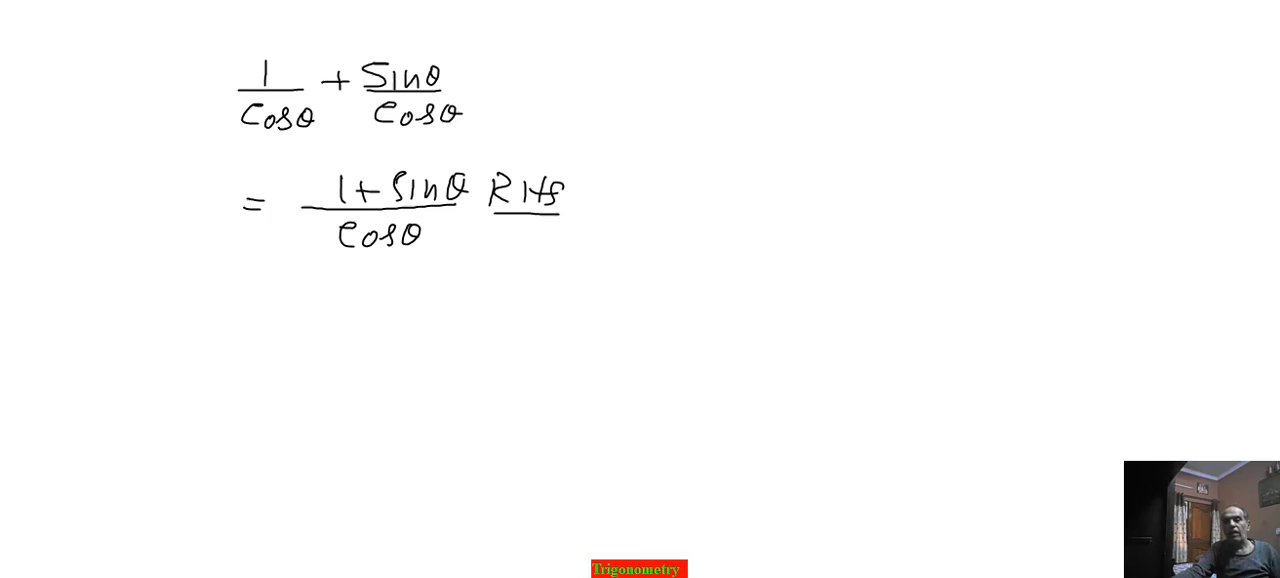 1/Cosθ + Sinθ/Cosθ
= 1+Sinθ/Cosθ RHS
Trigonometry